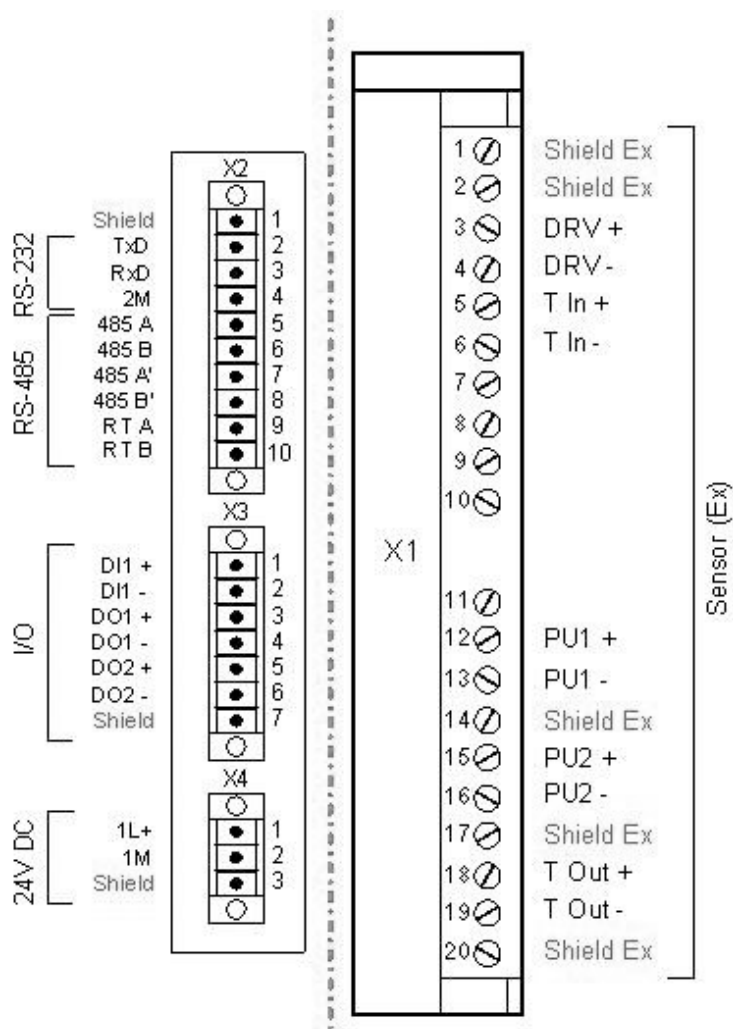 X2
Shield 1
TxD 2
RxD 3
2M 4
485 A 5
485 B 6
485 A' 7
485 B' 8
RT A 9
RT B 10
RS-232
RS-485
X3
DI1 + 1
DI1 - 2
DO1 + 3
DO1 - 4
DO2 + 5
DO2 - 6
Shield 7
I/O
X4
1L+ 1
1M 2
Shield 3
24V DC
X1
1 Shield Ex
2 Shield Ex
3 DRV +
4 DRV -
5 T In +
6 T In -
7
8
9
10
11
12 PU1 +
13 PU1 -
14 Shield Ex
15 PU2 +
16 PU2 -
17 Shield Ex
18 T Out +
19 T Out -
20 Shield Ex
Sensor (Ex)